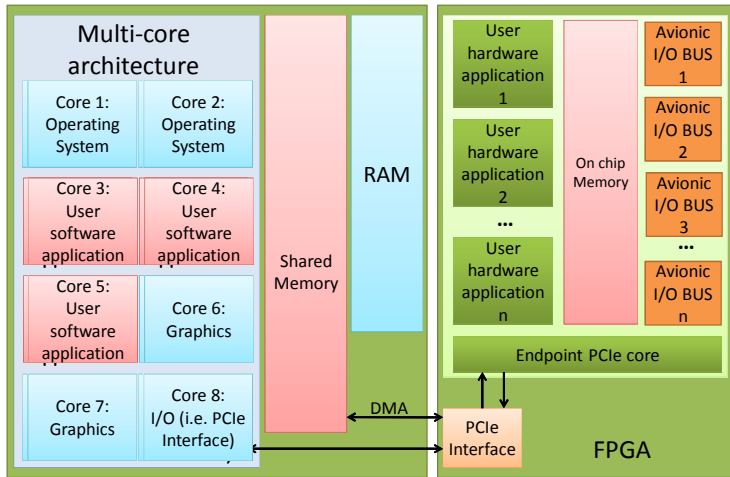 Multi-core
architecture
Core 1:
Operating
System
Core 2:
Operating
System
Core 3:
User
software
application
Core 4:
User
software
application
Core 5:
User
software
application
Core 6:
Graphics
Core 7:
Graphics
Core 8:
I/O (i.e. PCIe
Interface)
Shared
Memory
RAM
DMA
User
hardware
application
1
User
hardware
application
2
...
User
hardware
application
n
On chip
Memory
Avionic
I/O BUS
1
Avionic
I/O BUS
2
Avionic
I/O BUS
3
...
Avionic
I/O BUS
n
Endpoint PCIe core
PCIe
Interface
FPGA